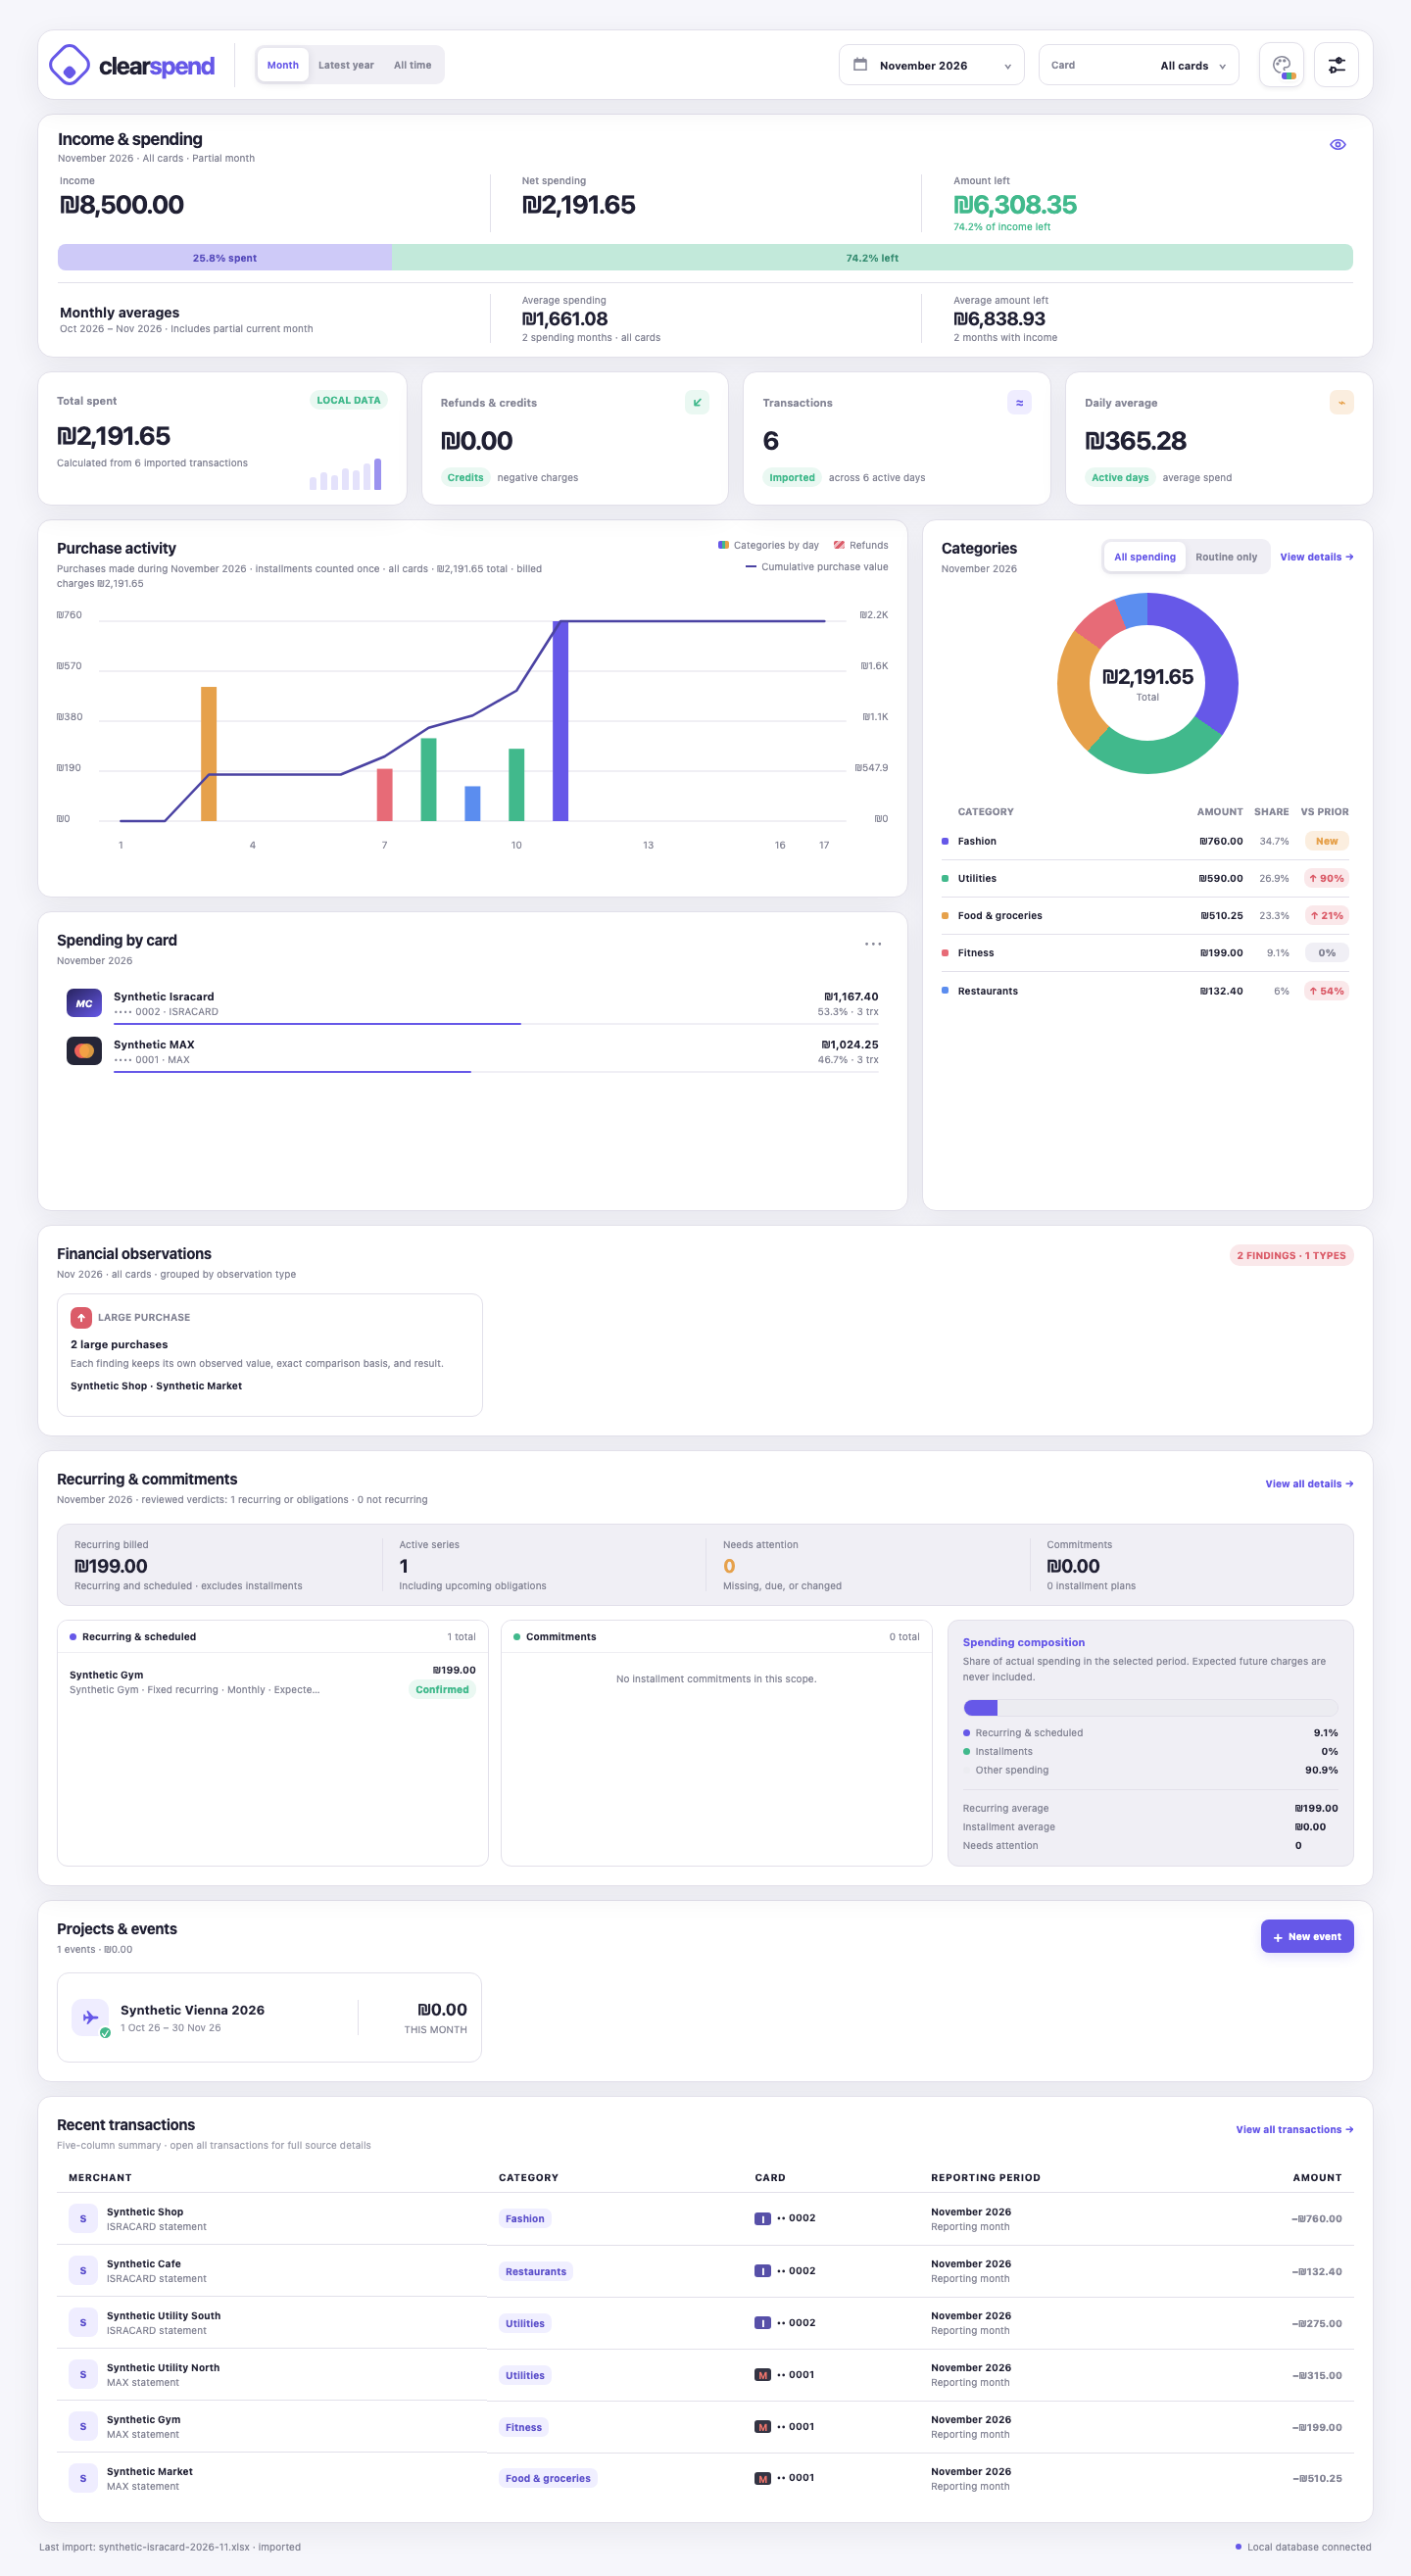 clearspend
Month Latest year All time
November 2026
Card All cards
Income & spending
November 2026 · All cards · Partial month
Income
₪8,500.00
Net spending
₪2,191.65
Amount left
₪6,308.35
74.2% of income left
25.8% spent
74.2% left
Monthly averages
Oct 2026 – Nov 2026 · Includes partial current month
Average spending
₪1,661.08
2 spending months · all cards
Average amount left
₪6,838.93
2 months with income
Total spent
LOCAL DATA
₪2,191.65
Calculated from 6 imported transactions
Refunds & credits
₪0.00
Credits negative charges
Transactions
≈
6
Imported across 6 active days
Daily average
₪365.28
Active days average spend
Purchase activity
Purchases made during November 2026 · installments counted once · all cards · ₪2,191.65 total · billed
charges ₪2,191.65
Categories by day Refunds
Cumulative purchase value
₪760 ₪2.2K
₪570 ₪1.6K
₪380 ₪1.1K
₪190 ₪547.9
₪0 ₪0
1 4 7 10 13 16 17
Categories
November 2026
All spending Routine only
View details →
₪2,191.65
Total
CATEGORY AMOUNT SHARE VS PRIOR
Fashion ₪760.00 34.7% New
Utilities ₪590.00 26.9% ↑ 90%
Food & groceries ₪510.25 23.3% ↑ 21%
Fitness ₪199.00 9.1% 0%
Restaurants ₪132.40 6% ↑ 54%
Spending by card
November 2026
MC
Synthetic Isracard ₪1,167.40
•••• 0002 · ISRACARD 53.3% · 3 trx
Synthetic MAX ₪1,024.25
•••• 0001 · MAX 46.7% · 3 trx
Financial observations
Nov 2026 · all cards · grouped by observation type
2 FINDINGS · 1 TYPES
LARGE PURCHASE
2 large purchases
Each finding keeps its own observed value, exact comparison basis, and result.
Synthetic Shop · Synthetic Market
Recurring & commitments
November 2026 · reviewed verdicts: 1 recurring or obligations · 0 not recurring
View all details →
Recurring billed
₪199.00
Recurring and scheduled · excludes installments
Active series
1
Including upcoming obligations
Needs attention
0
Missing, due, or changed
Commitments
₪0.00
0 installment plans
Recurring & scheduled 1 total
Synthetic Gym ₪199.00
Synthetic Gym · Fixed recurring · Monthly · Expecte... Confirmed
Commitments 0 total
No installment commitments in this scope.
Spending composition
Share of actual spending in the selected period. Expected future charges are
never included.
Recurring & scheduled 9.1%
Installments 0%
Other spending 90.9%
Recurring average ₪199.00
Installment average ₪0.00
Needs attention 0
Projects & events
1 events · ₪0.00
+ New event
Synthetic Vienna 2026
1 Oct 26 – 30 Nov 26
₪0.00
THIS MONTH
Recent transactions
Five-column summary · open all transactions for full source details
View all transactions →
MERCHANT CATEGORY CARD REPORTING PERIOD AMOUNT
S Synthetic Shop Fashion I •• 0002 November 2026 −₪760.00
ISRACARD statement Reporting month
S Synthetic Cafe Restaurants I •• 0002 November 2026 −₪132.40
ISRACARD statement Reporting month
S Synthetic Utility South Utilities I •• 0002 November 2026 −₪275.00
ISRACARD statement Reporting month
S Synthetic Utility North Utilities M •• 0001 November 2026 −₪315.00
MAX statement Reporting month
S Synthetic Gym Fitness M •• 0001 November 2026 −₪199.00
MAX statement Reporting month
S Synthetic Market Food & groceries M •• 0001 November 2026 −₪510.25
MAX statement Reporting month
Last import: synthetic-isracard-2026-11.xlsx · imported
Local database connected